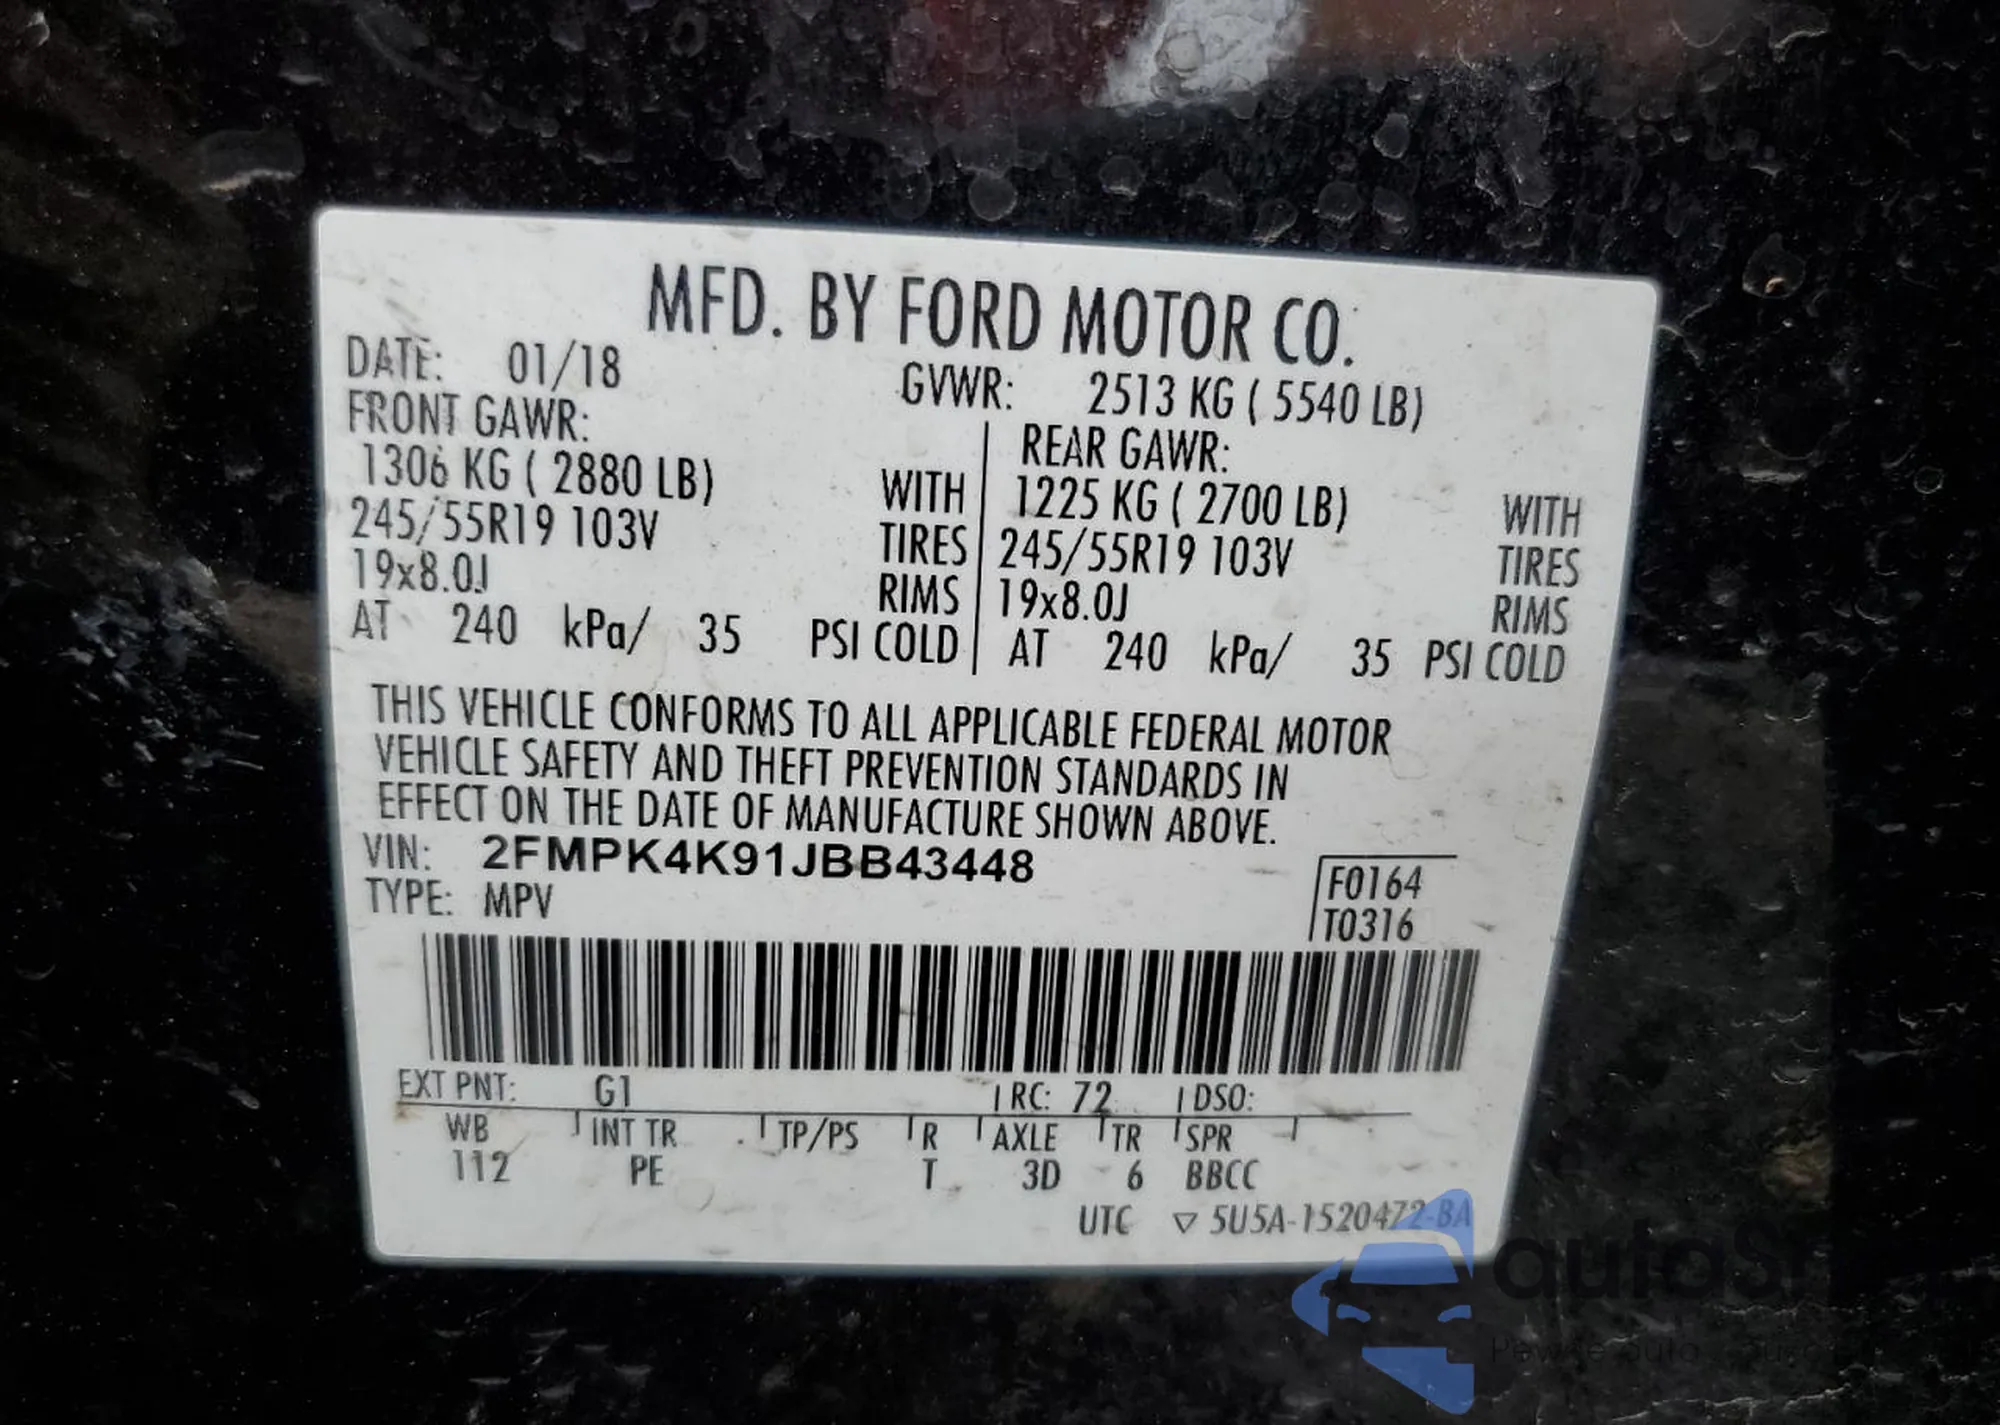 MFD. BY FORD MOTOR CO.
DATE: 01/18 GVWR: 2513 KG ( 5540 LB)
FRONT GAWR: REAR GAWR:
1306 KG ( 2880 LB) WITH 1225 KG ( 2700 LB) WITH
245/55R19 103V TIRES 245/55R19 103V TIRES
19x8.0J RIMS 19x8.0J RIMS
AT 240 kPa/ 35 PSI COLD AT 240 kPa/ 35 PSI COLD
THIS VEHICLE CONFORMS TO ALL APPLICABLE FEDERAL MOTOR
VEHICLE SAFETY AND THEFT PREVENTION STANDARDS IN
EFFECT ON THE DATE OF MANUFACTURE SHOWN ABOVE.
VIN: 2FMPK4K91JBB43448
TYPE: MPV
F0164
T0316
EXT PNT: G1 RC: 72 DSO:
WB INT TR TP/PS R AXLE TR SPR
112 PE T 3D 6 BBCC
UTC ▽ 5U5A-1520472-BA